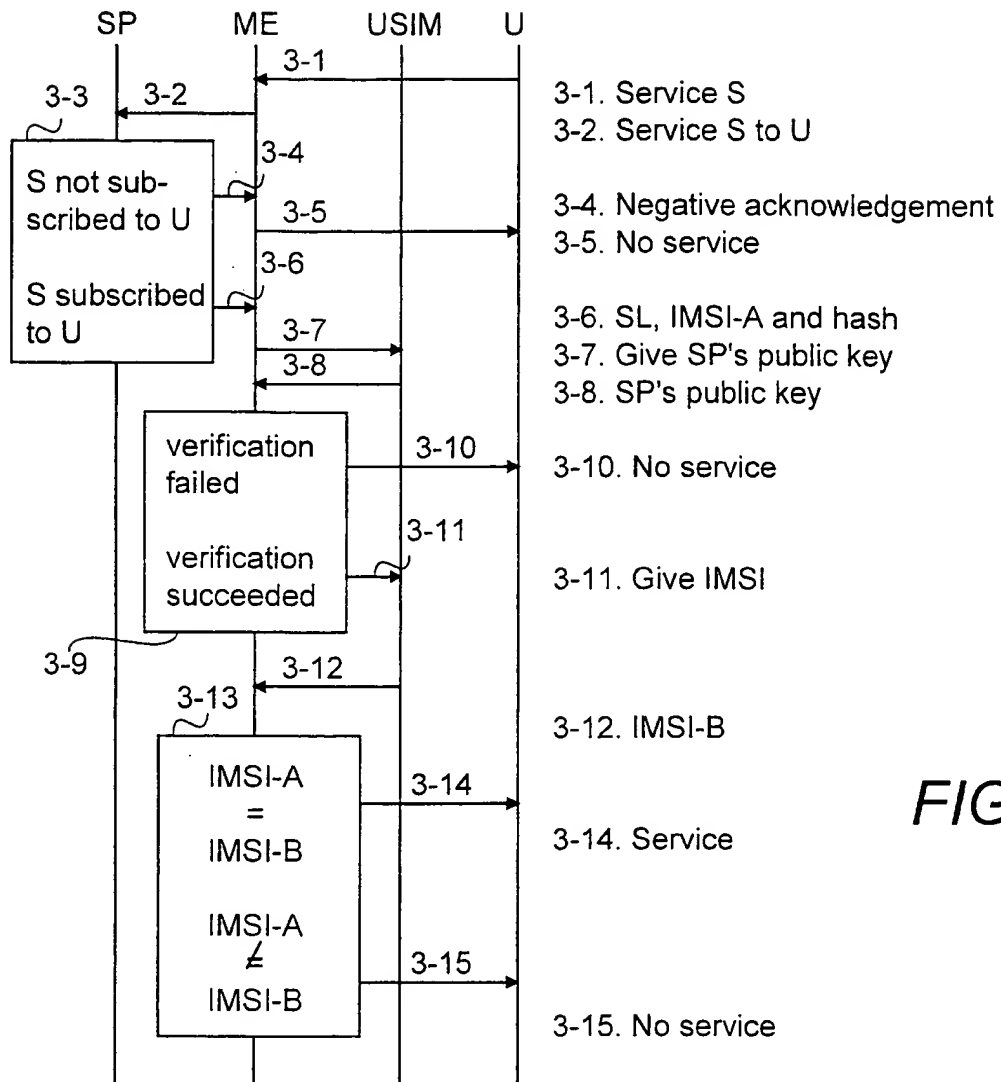 SP ME USIM U
3-1
3-2
3-3
S not sub-
scribed to U
S subscribed
to U
3-4
3-5
3-6
3-7
3-8
verification
failed
verification
succeeded
3-9
3-10
3-11
3-12
3-13
IMSI-A
=
IMSI-B
IMSI-A
≠
IMSI-B
3-14
3-15
3-1. Service S
3-2. Service S to U
3-4. Negative acknowledgement
3-5. No service
3-6. SL, IMSI-A and hash
3-7. Give SP's public key
3-8. SP's public key
3-10. No service
3-11. Give IMSI
3-12. IMSI-B
3-14. Service
3-15. No service
FIG